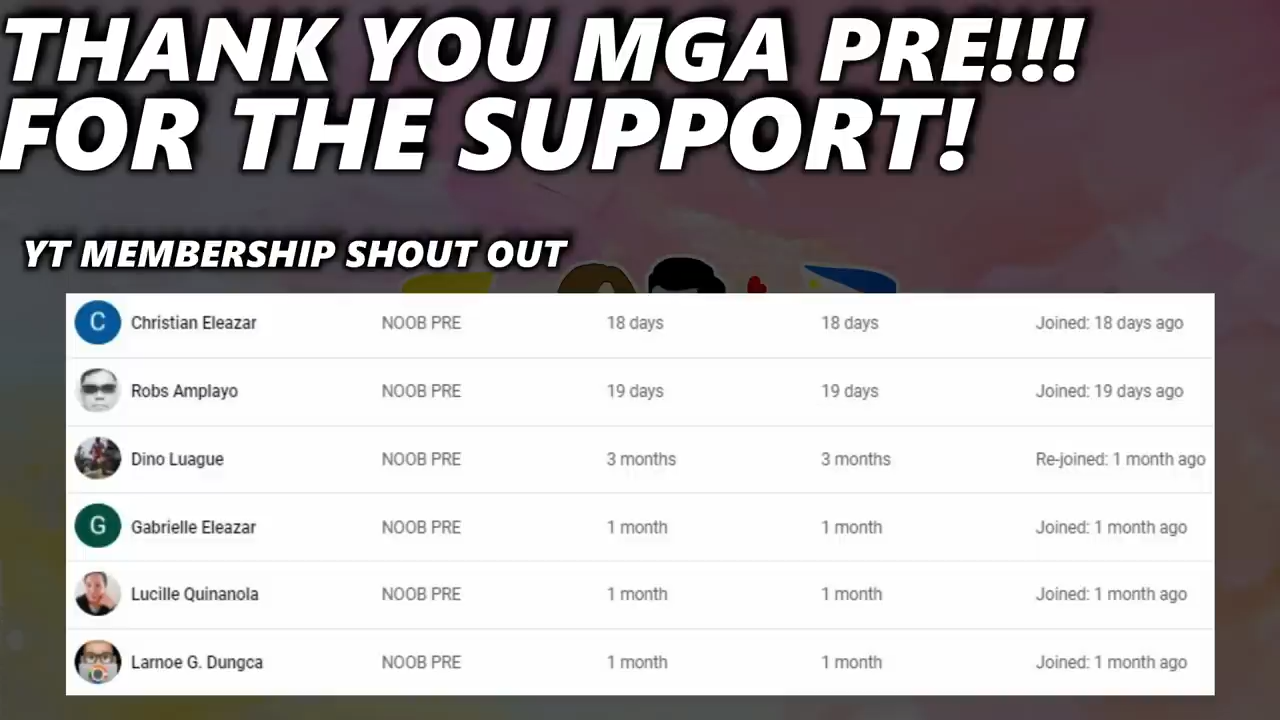 THANK YOU MGA PRE!!!
FOR THE SUPPORT!
YT MEMBERSHIP SHOUT OUT
C Christian Eleazar NOOB PRE 18 days 18 days Joined: 18 days ago
Robs Amplayo NOOB PRE 19 days 19 days Joined: 19 days ago
Dino Luague NOOB PRE 3 months 3 months Re-joined: 1 month ago
G Gabrielle Eleazar NOOB PRE 1 month 1 month Joined: 1 month ago
Lucille Quinanola NOOB PRE 1 month 1 month Joined: 1 month ago
Larnoe G. Dungca NOOB PRE 1 month 1 month Joined: 1 month ago